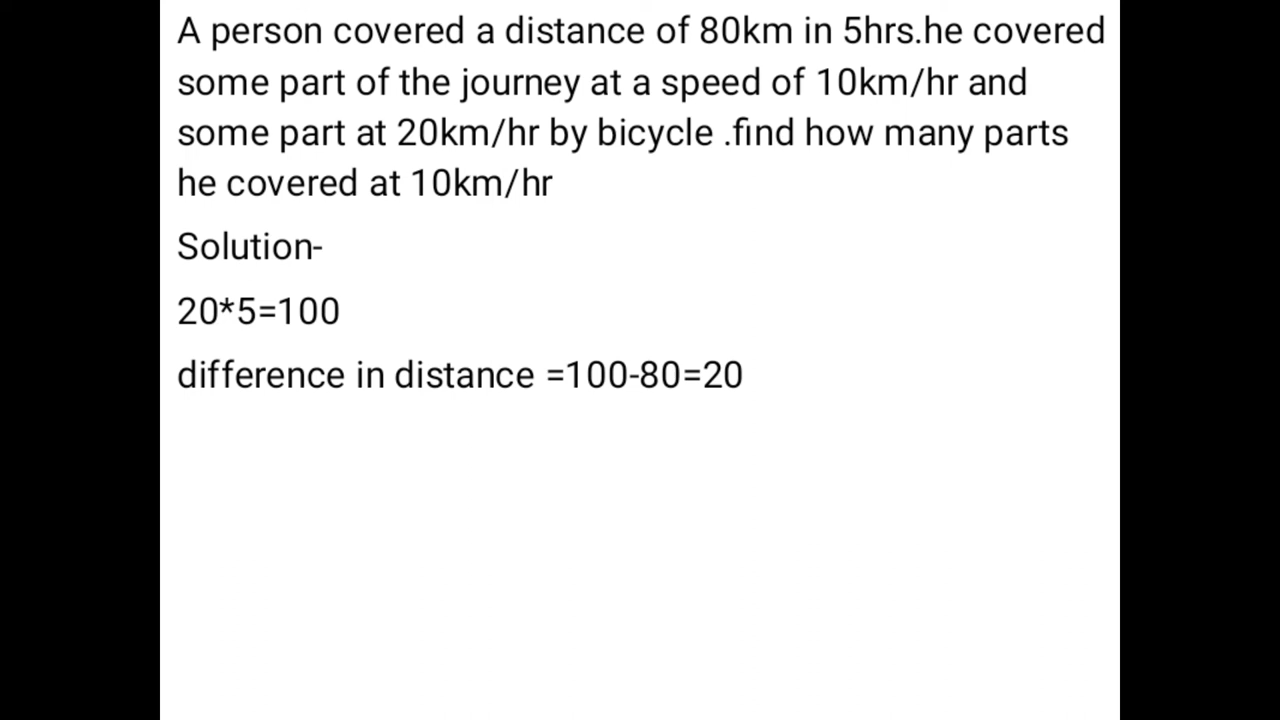 A person covered a distance of 80km in 5hrs.he covered
some part of the journey at a speed of 10km/hr and
some part at 20km/hr by bicycle .find how many parts
he covered at 10km/hr
Solution-
20*5=100
difference in distance =100-80=20